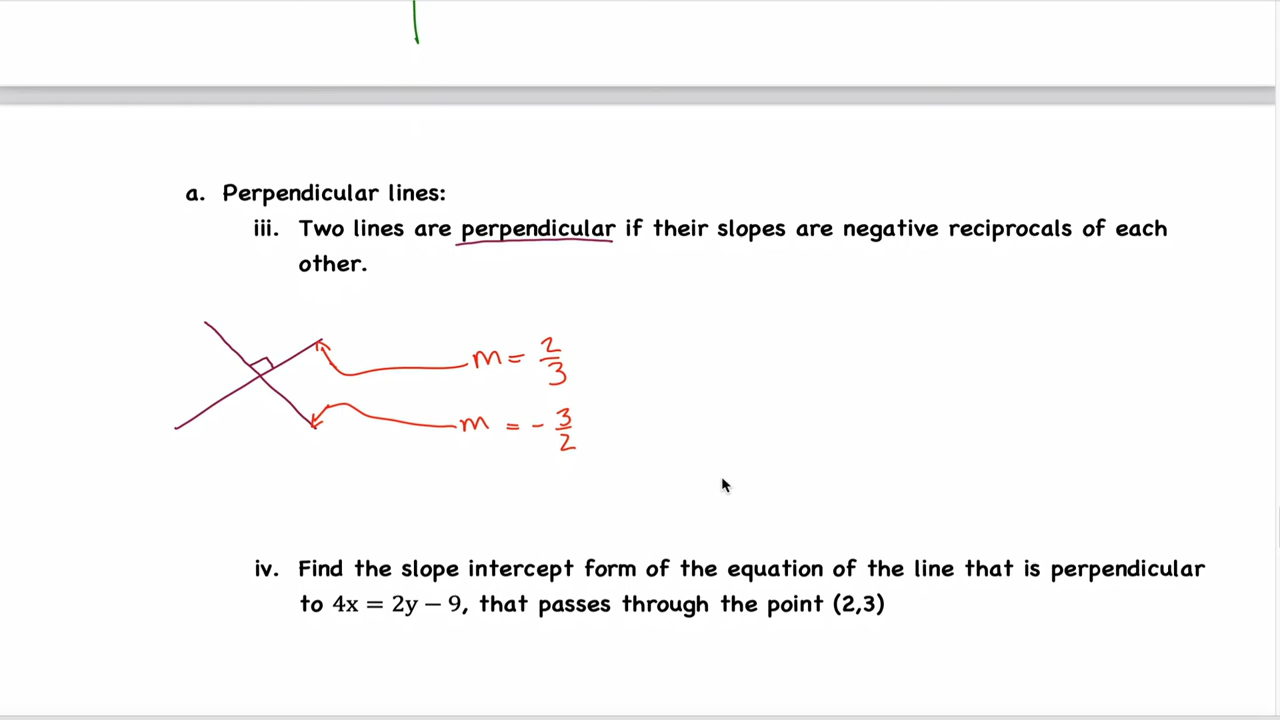 a. Perpendicular lines:
iii. Two lines are perpendicular if their slopes are negative reciprocals of each
other.
m = 2/3
m = - 3/2
iv. Find the slope intercept form of the equation of the line that is perpendicular
to 4x = 2y − 9, that passes through the point (2,3)